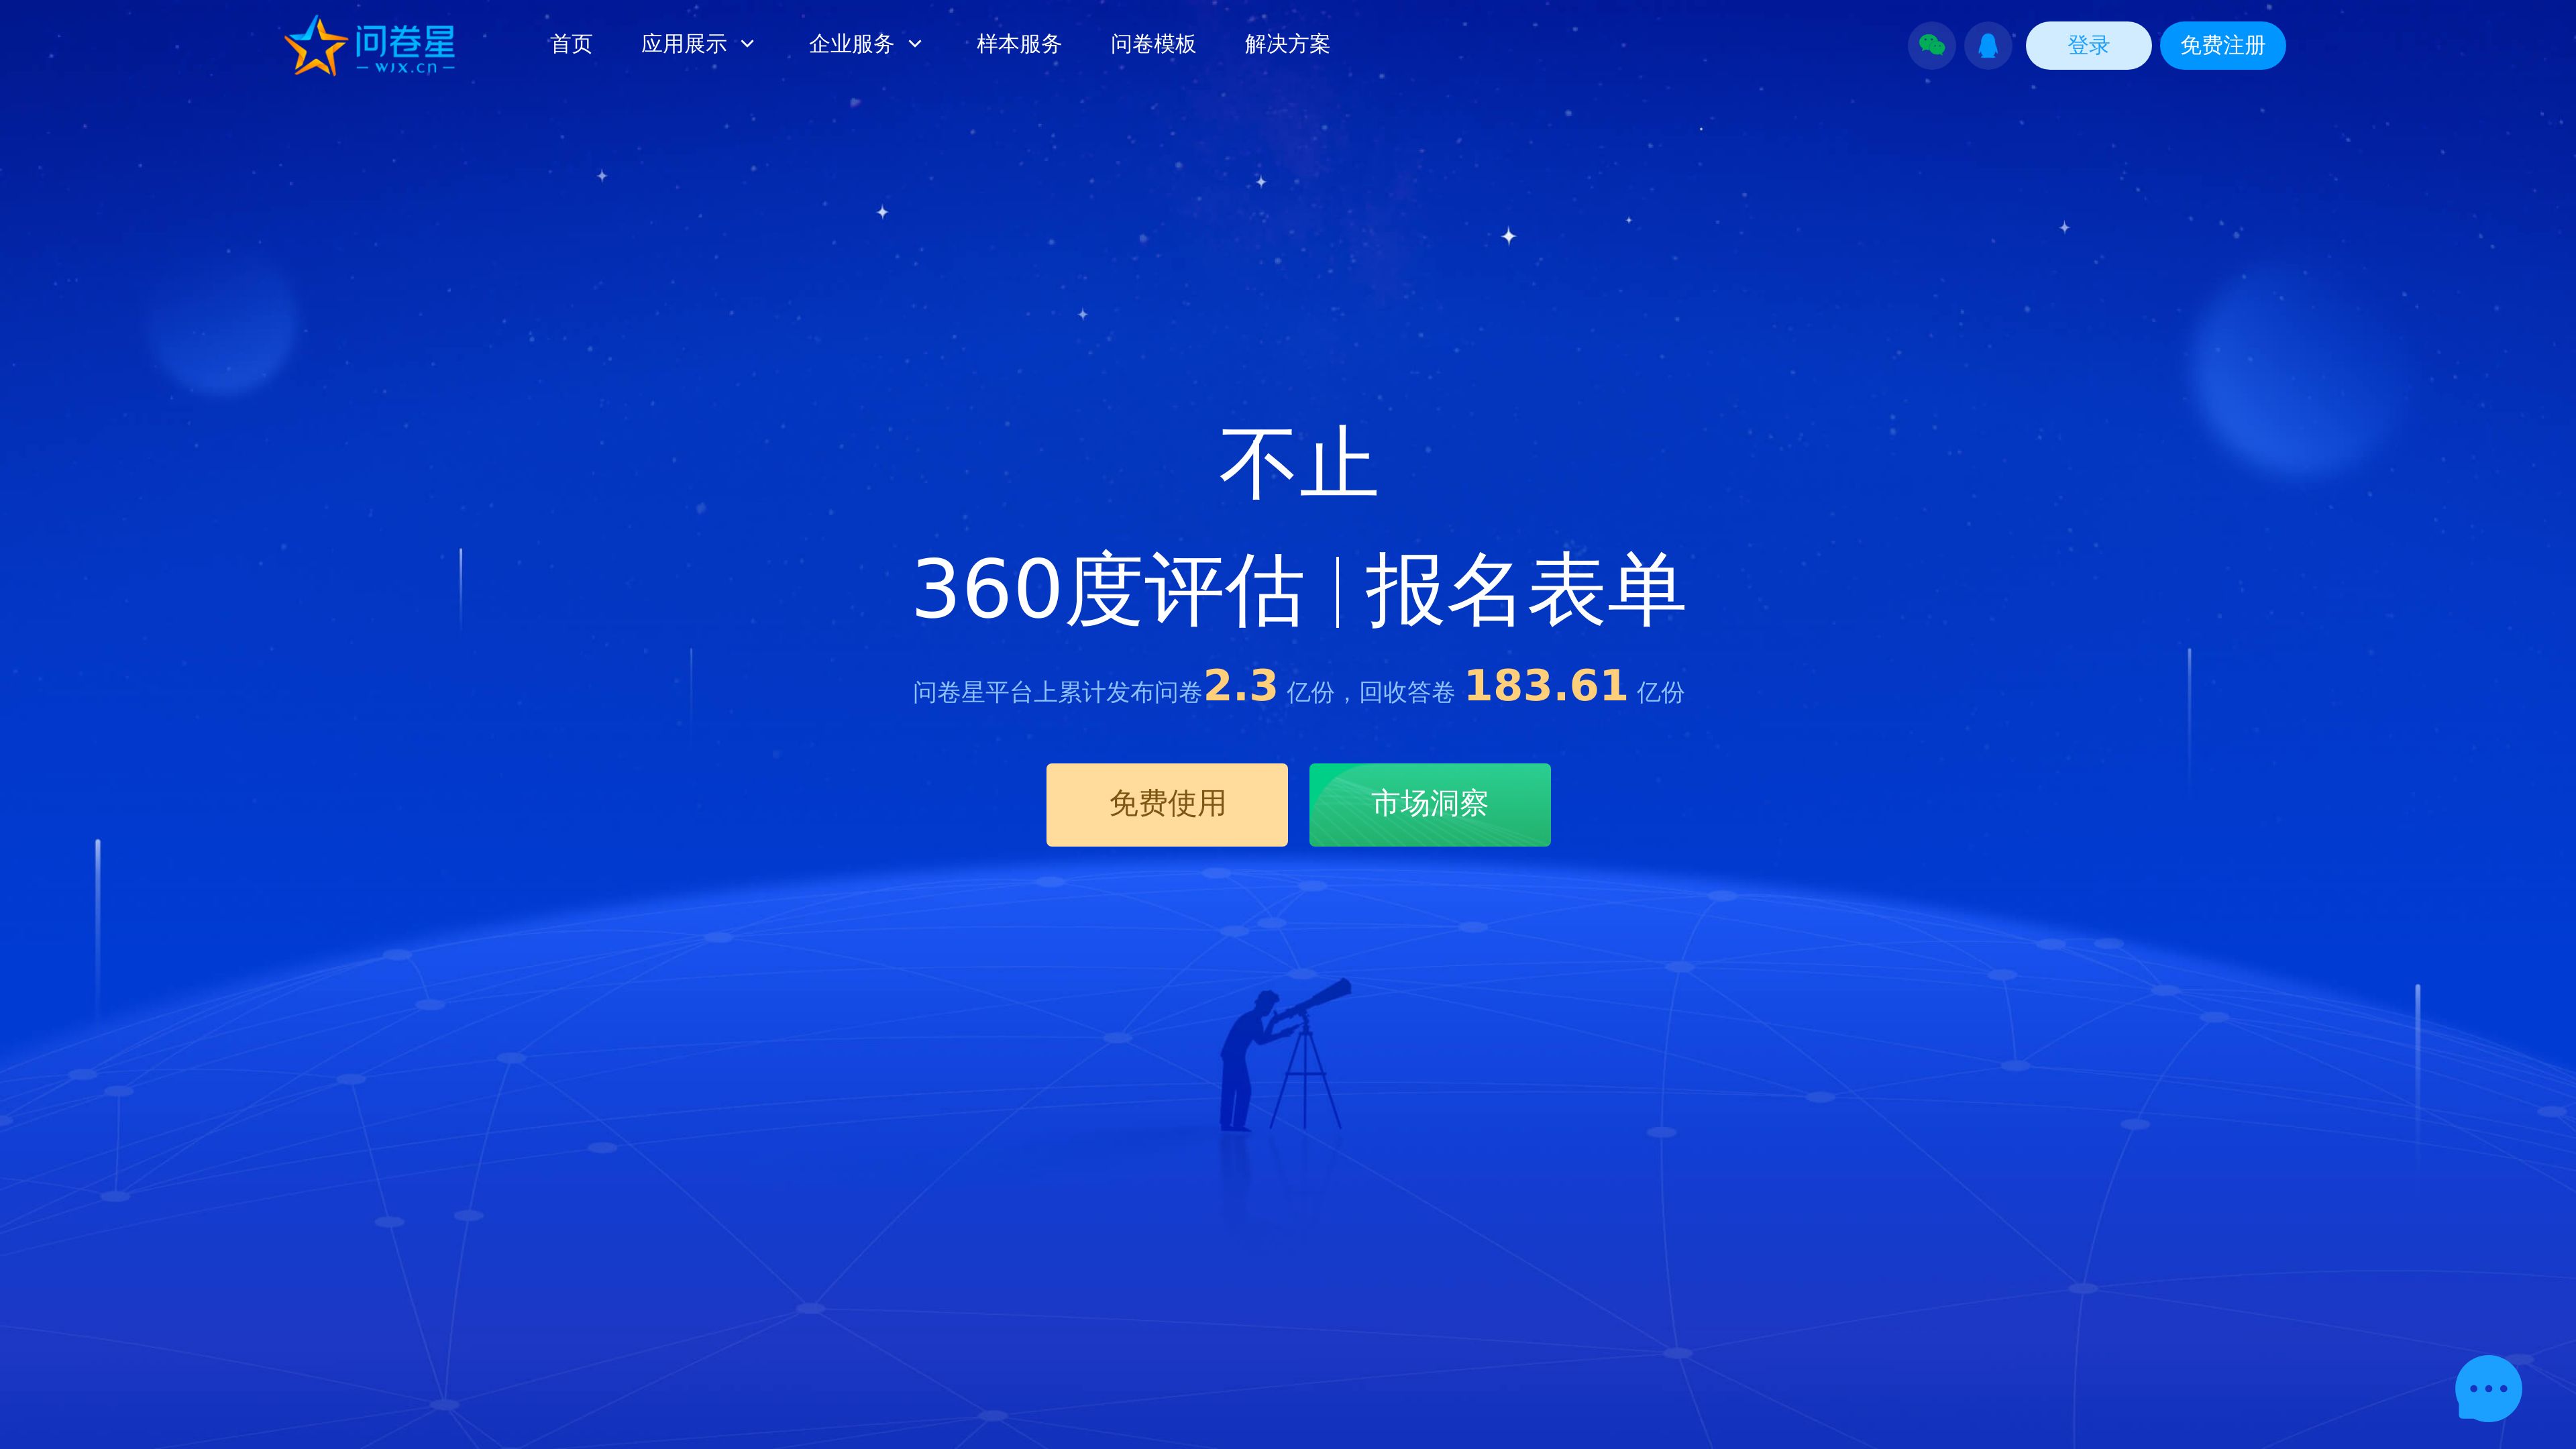 问卷星
wjx.cn
首页 应用展示 企业服务 样本服务 问卷模板 解决方案
登录 免费注册
不止
360度评估 | 报名表单
问卷星平台上累计发布问卷2.3 亿份，回收答卷 183.61 亿份
免费使用 市场洞察